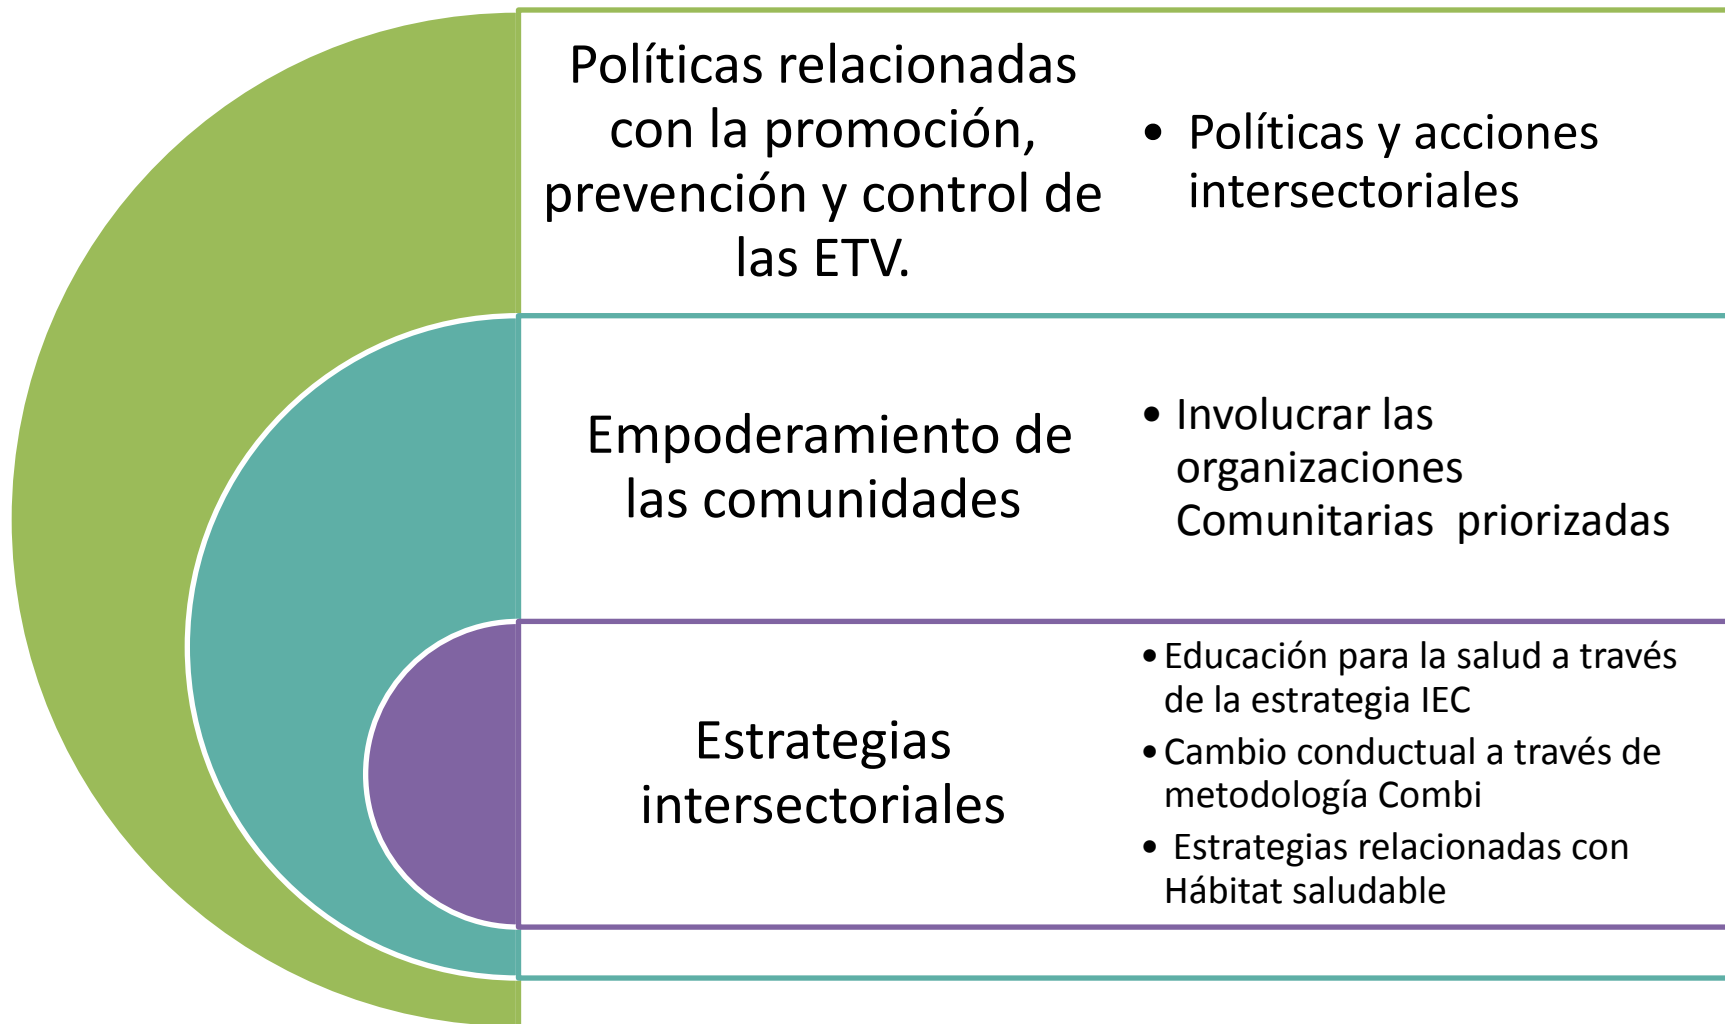 Políticas relacionadas
con la promoción,
prevención y control de
las ETV.
• Políticas y acciones
intersectoriales
Empoderamiento de
las comunidades
• Involucrar las
organizaciones
Comunitarias priorizadas
Estrategias
intersectoriales
• Educación para la salud a través
de la estrategia IEC
• Cambio conductual a través de
metodología Combi
• Estrategias relacionadas con
Hábitat saludable